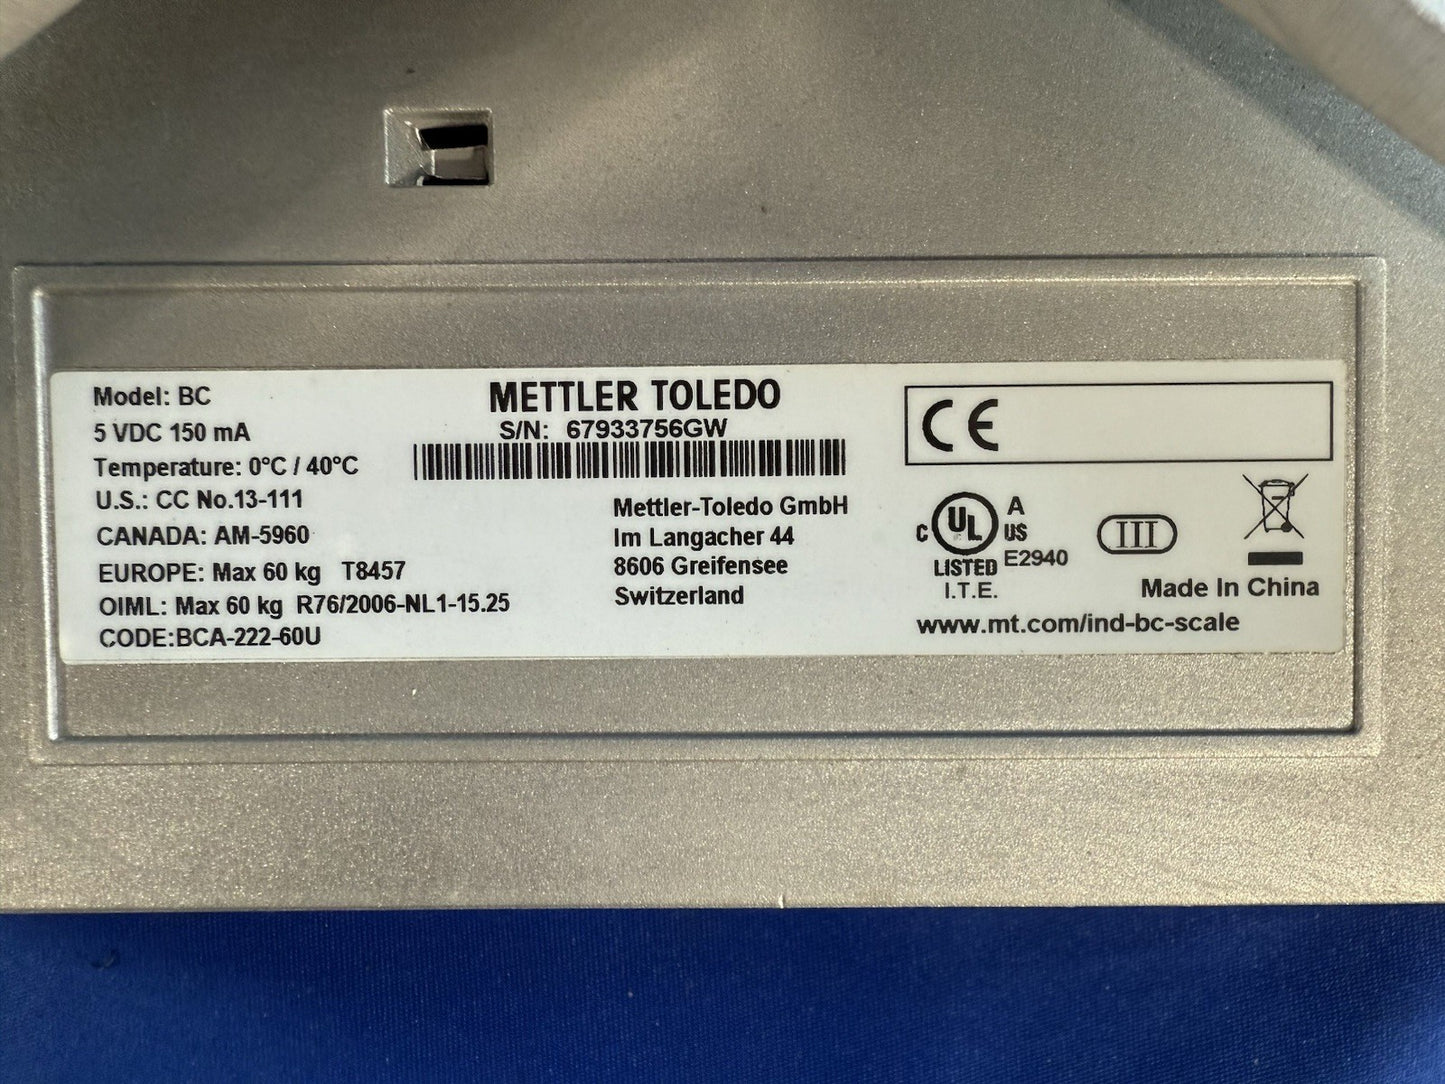 Model: BC
5 VDC 150 mA
Temperature: 0°C / 40°C
U.S.: CC No.13-111
CANADA: AM-5960
EUROPE: Max 60 kg T8457
OIML: Max 60 kg R76/2006-NL1-15.25
CODE:BCA-222-60U
METTLER TOLEDO
S/N: 67933756GW
Mettler-Toledo GmbH
Im Langacher 44
8606 Greifensee
Switzerland
CE
C UL US A
LISTED E2940
I.T.E.
III
Made In China
www.mt.com/ind-bc-scale